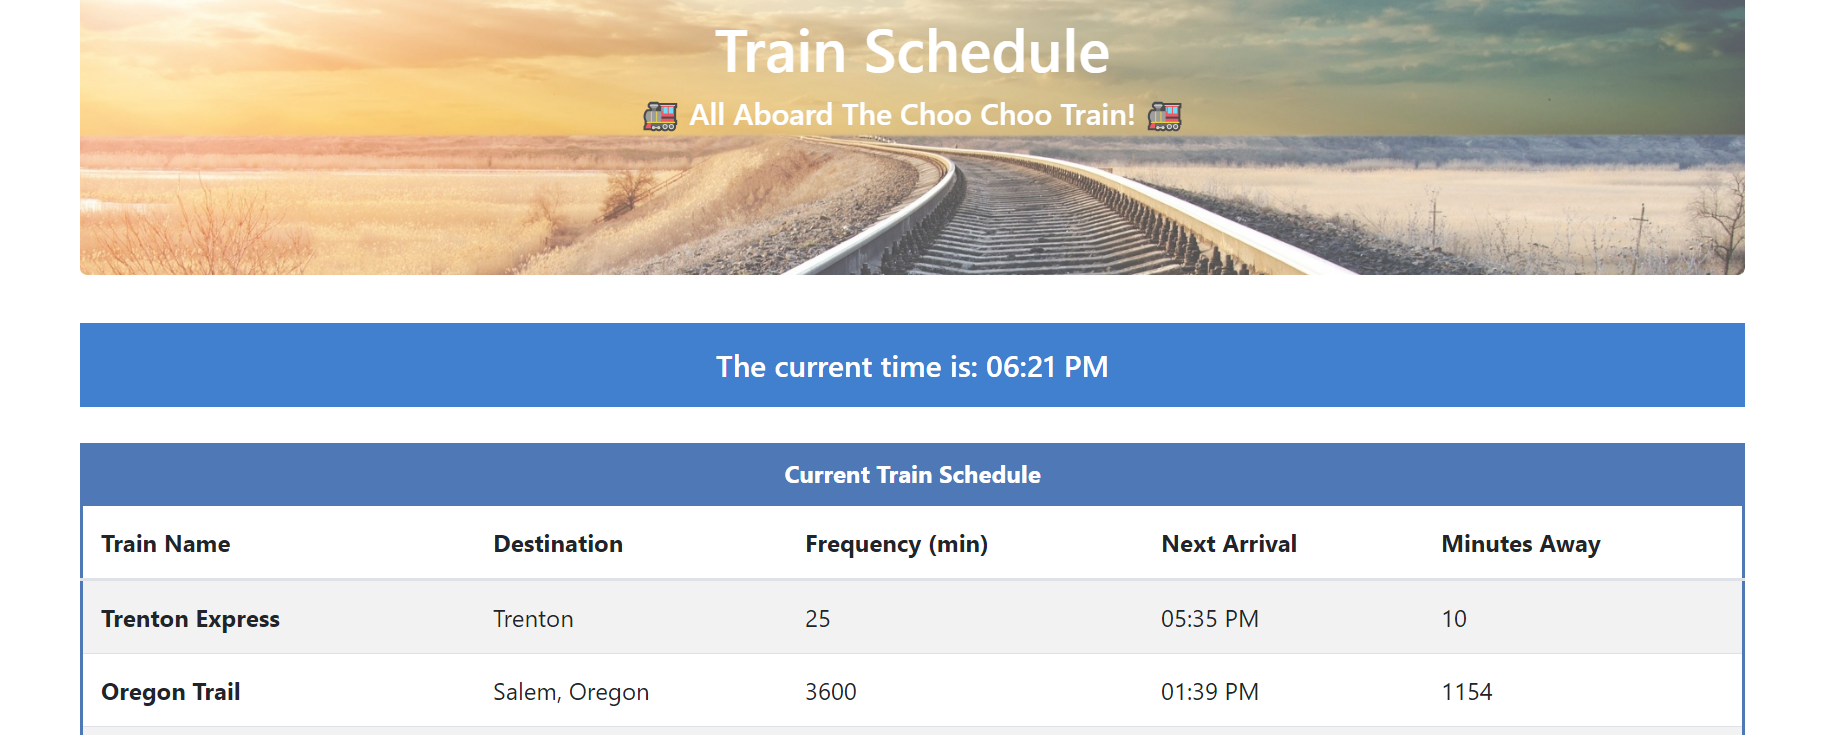 Train Schedule
🚂 All Aboard The Choo Choo Train! 🚂
The current time is: 06:21 PM
Current Train Schedule
Train Name Destination Frequency (min) Next Arrival Minutes Away
Trenton Express Trenton 25 05:35 PM 10
Oregon Trail Salem, Oregon 3600 01:39 PM 1154